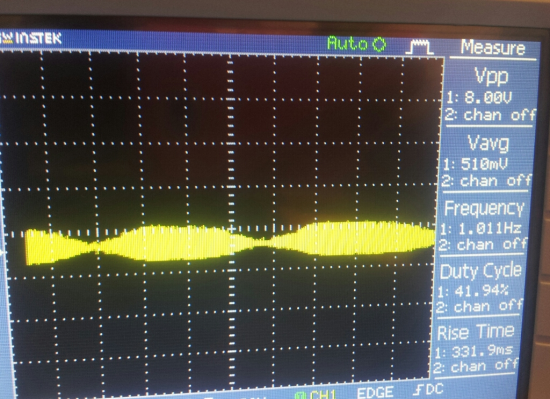 GW INSTEK
Auto
Measure
Vpp
1: 8.00V
2: chan off
Vavg
1: 510mV
2: chan off
Frequency
1: 1.011Hz
2: chan off
Duty Cycle
1: 41.94%
2: chan off
Rise Time
1: 331.9ms
2: chan off
CH1 EDGE DC